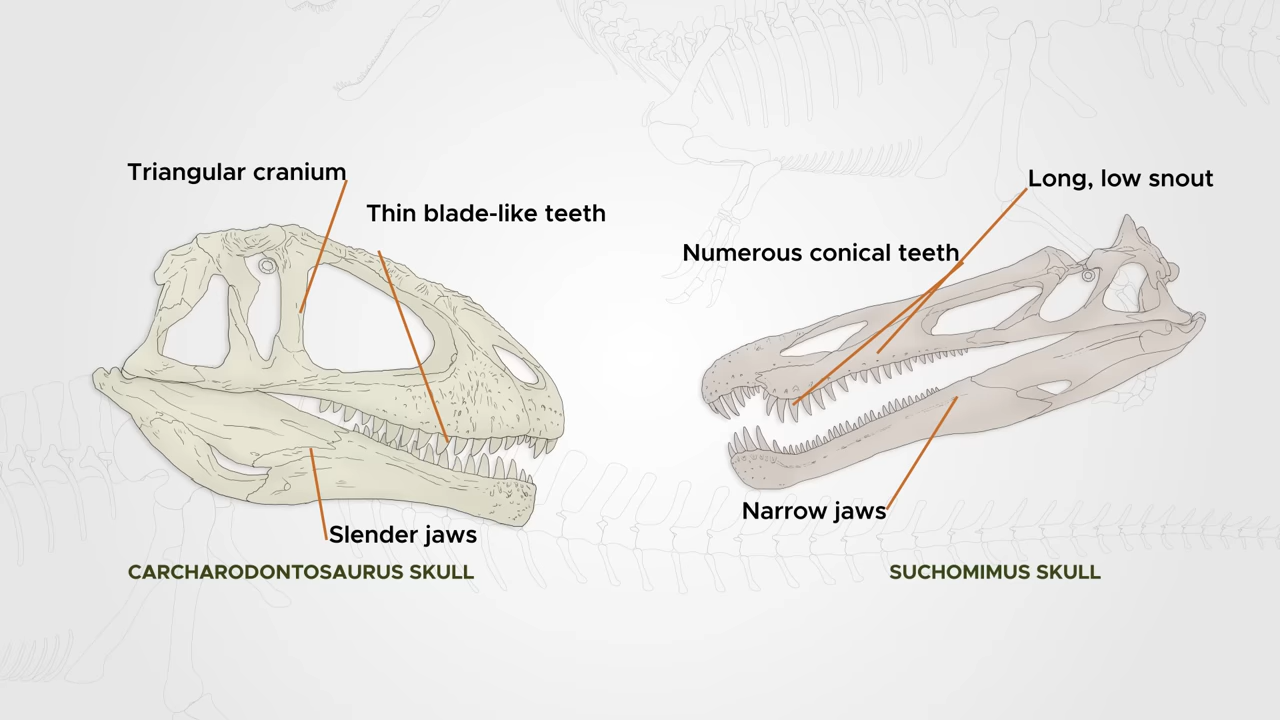 Triangular cranium
Thin blade-like teeth
Slender jaws
CARCHARODONTOSAURUS SKULL
Long, low snout
Numerous conical teeth
Narrow jaws
SUCHOMIMUS SKULL